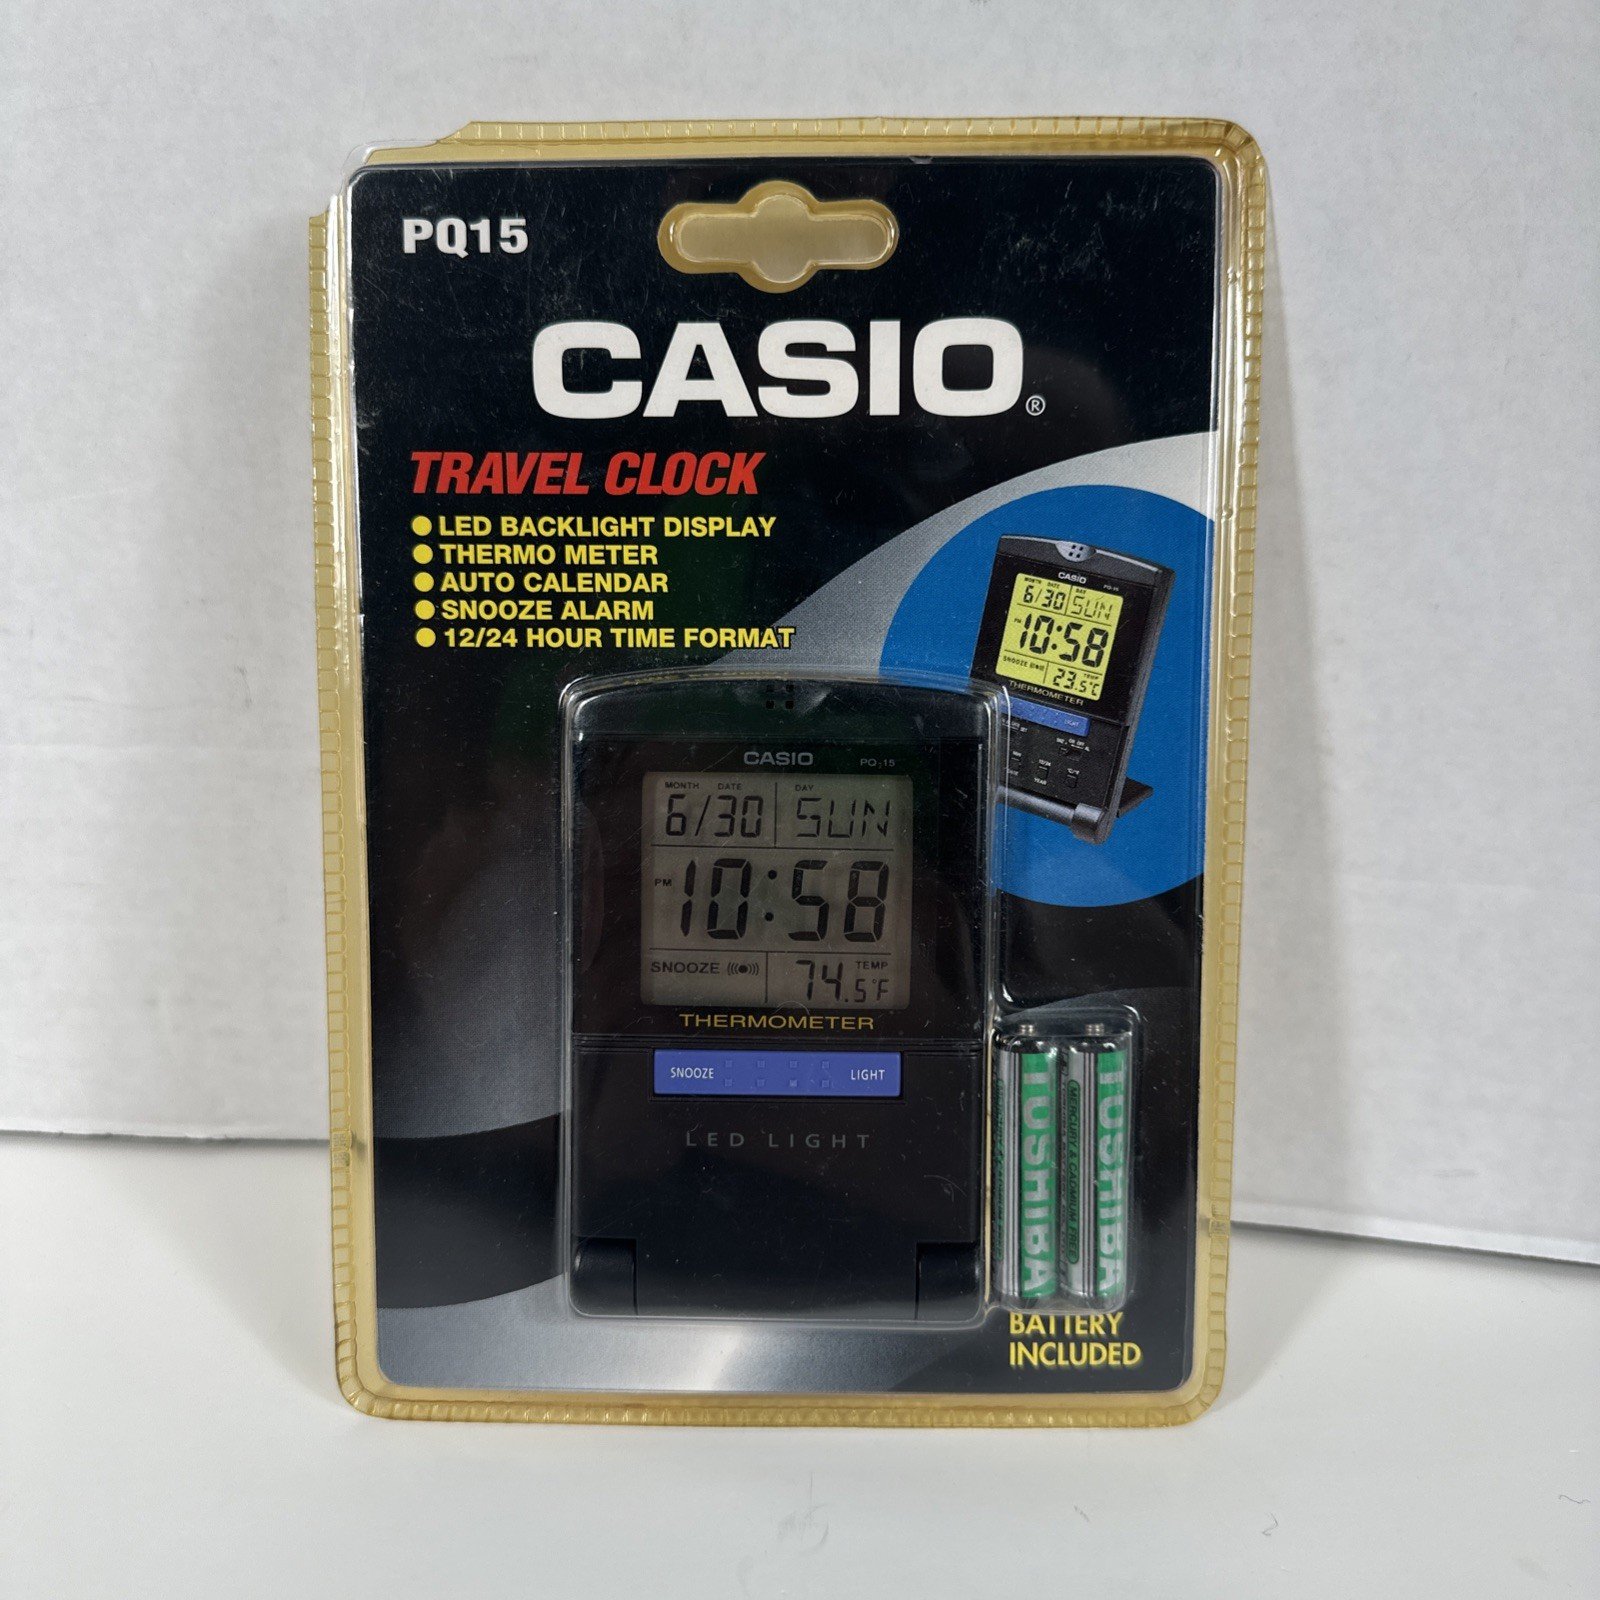 PQ15
CASIO®
TRAVEL CLOCK
● LED BACKLIGHT DISPLAY
● THERMO METER
● AUTO CALENDAR
● SNOOZE ALARM
● 12/24 HOUR TIME FORMAT
CASIO
MONTH DATE DAY
6/30 SUN
PM 10:58
SNOOZE
TEMP
23.5°C
THERMOMETER
LIGHT
CASIO PQ-15
MONTH DATE DAY
6/30 SUN
PM 10:58
SNOOZE
TEMP
74.5°F
THERMOMETER
SNOOZE LIGHT
LED LIGHT
TOSHIBA
MERCURY & CADMIUM FREE
TOSHIBA
BATTERY
INCLUDED